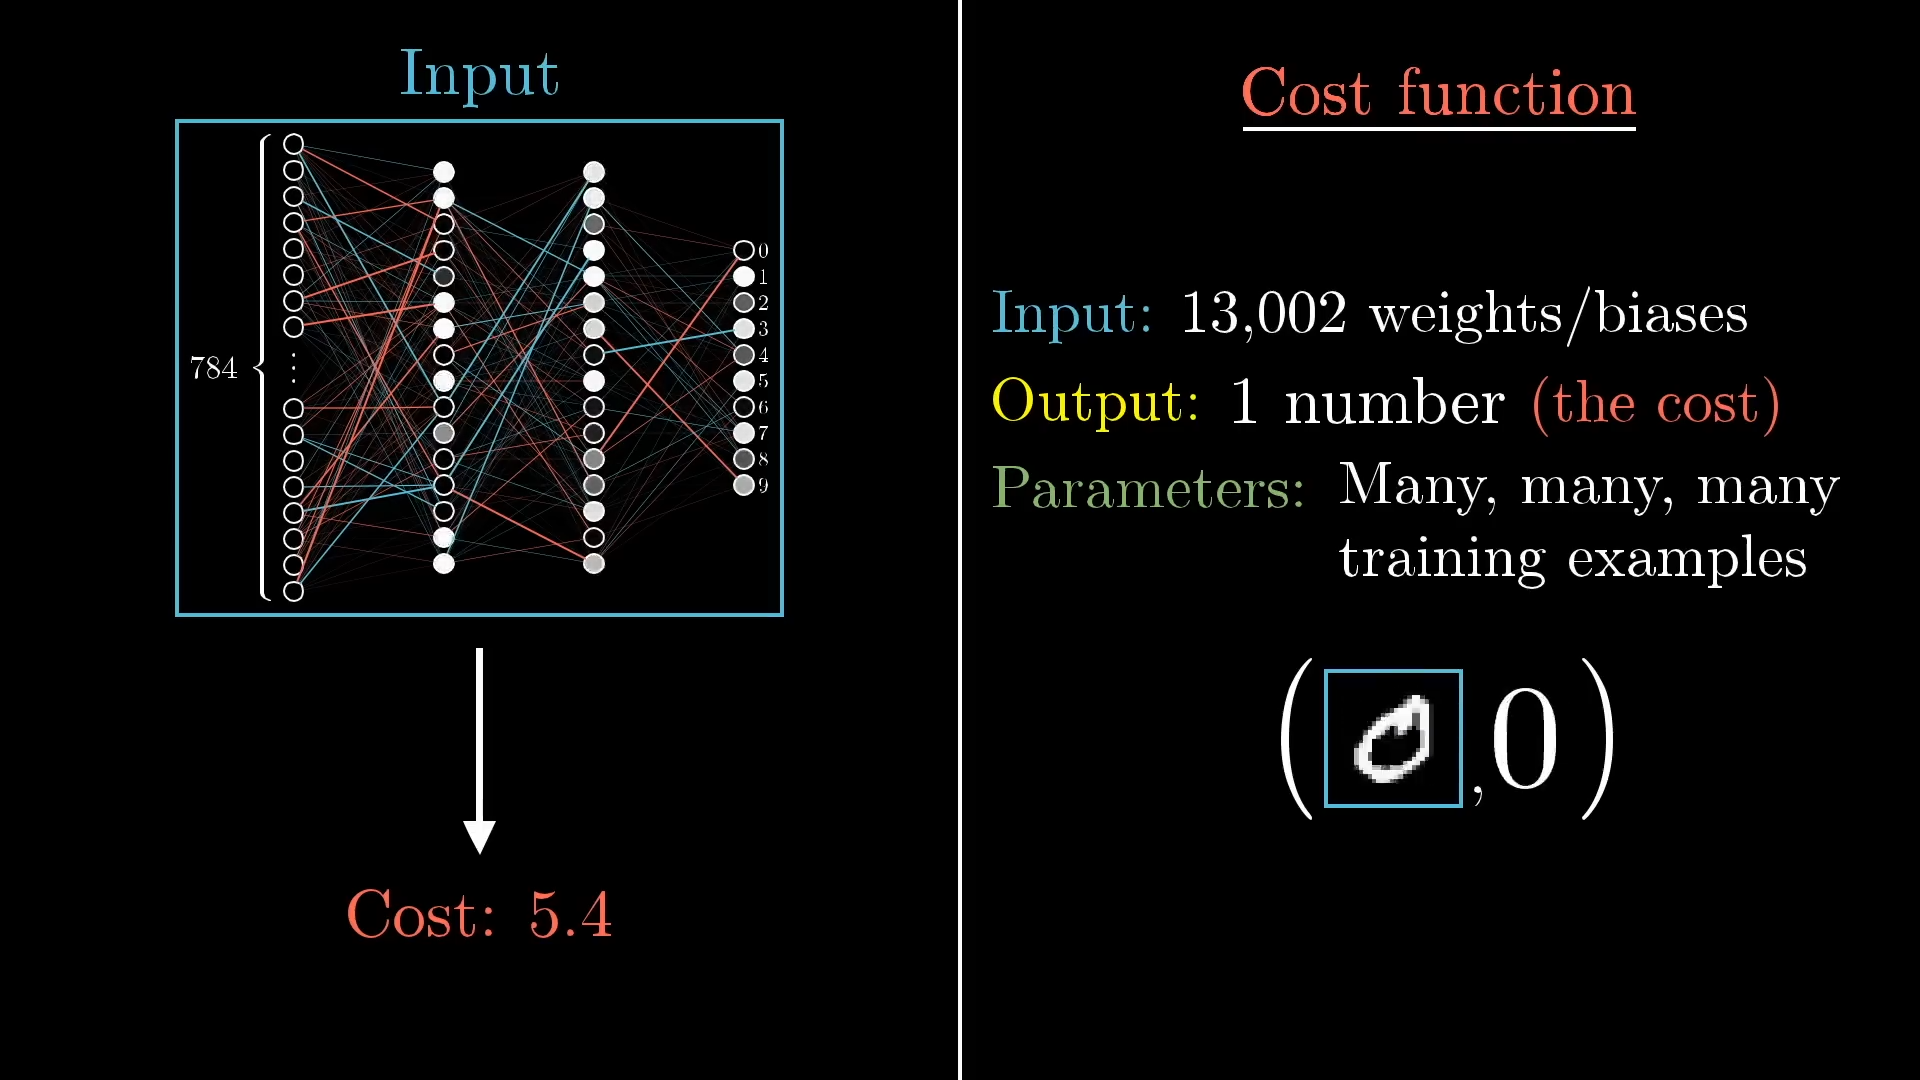 Input
784
0
1
2
3
4
5
6
7
8
9
Cost: 5.4
Cost function
Input: 13,002 weights/biases
Output: 1 number (the cost)
Parameters: Many, many, many
training examples
(0,0)